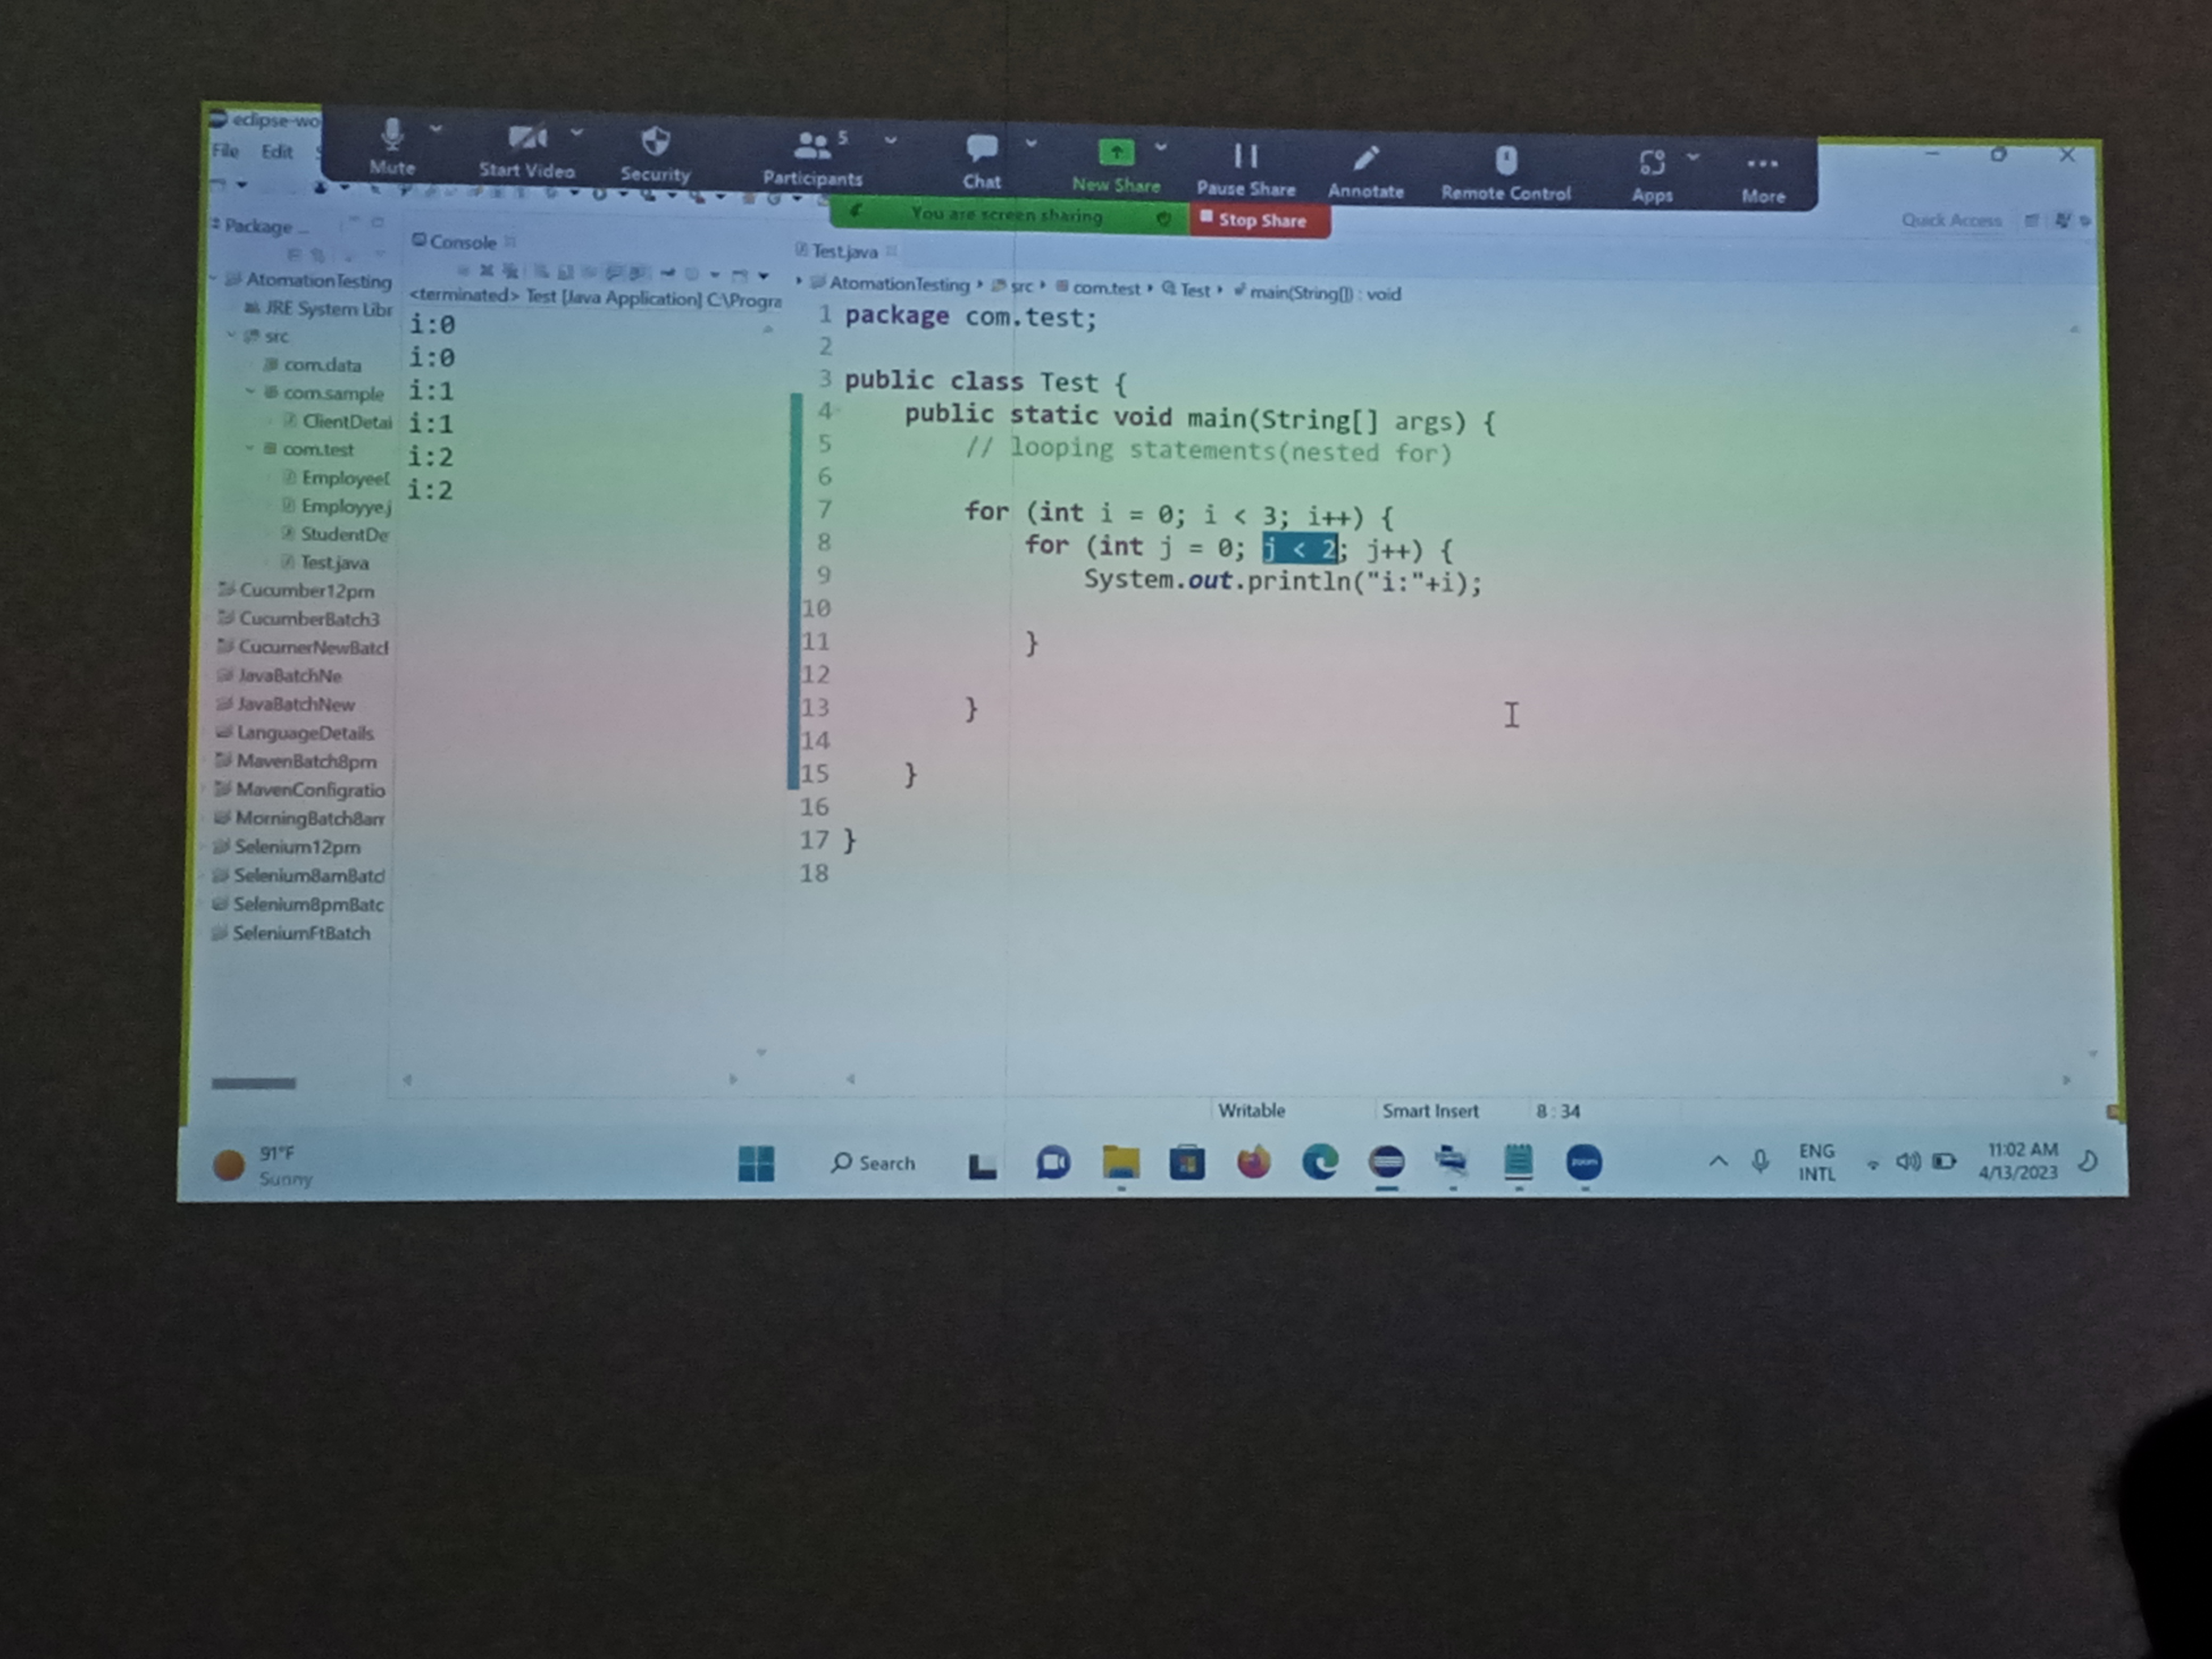 eclipse-wo
File Edit
Mute
Start Video
Security
Participants
5
Chat
New Share
Pause Share
Annotate
Remote Control
Apps
More
You are screen sharing
Stop Share
Quick Access
Package ...
AtomationTesting
JRE System Libr
src
com.data
com.sample
ClientDetai
com.test
Employee
Employye.j
StudentDe
Test.java
Cucumber12pm
CucumberBatch3
CucumerNewBatch
JavaBatchNe
JavaBatchNew
LanguageDetails
MavenBatch8pm
MavenConfigratio
MorningBatch8am
Selenium12pm
Selenium8amBatc
Selenium8pmBatc
SeleniumFtBatch
Console
<terminated> Test [Java Application] C:\Progra
i:0
i:0
i:1
i:1
i:2
i:2
Test.java
AtomationTesting src com.test Test main(String[]) : void
1 package com.test;
2
3 public class Test {
4 public static void main(String[] args) {
5 // looping statements(nested for)
6
7 for (int i = 0; i < 3; i++) {
8 for (int j = 0; j < 2; j++) {
9 System.out.println("i:"+i);
10
11 }
12
13 }
14
15 }
16
17 }
18
Writable
Smart Insert
8 : 34
91°F
Sunny
Search
zoom
ENG
INTL
11:02 AM
4/13/2023